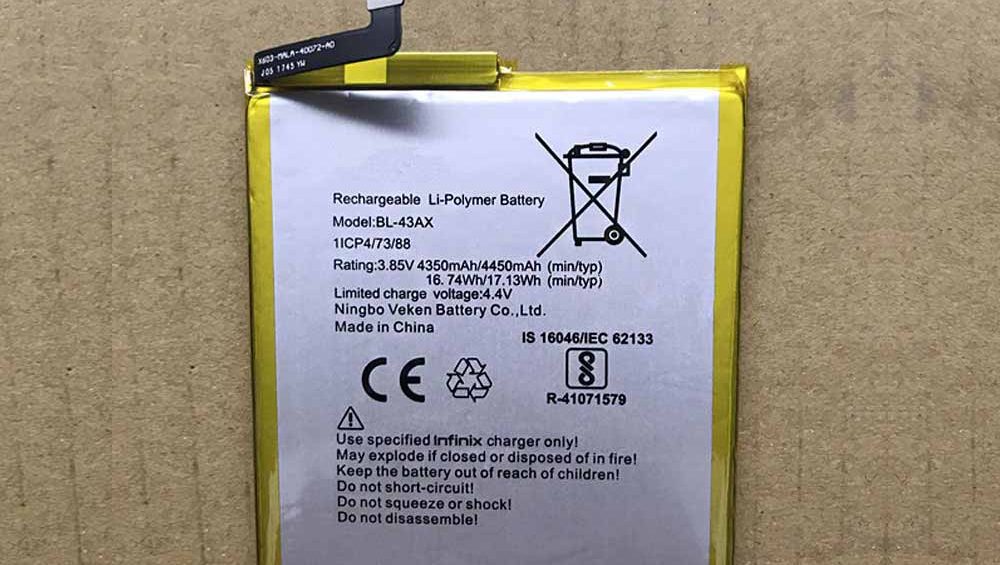 X603-MALA-40072-A0
J05 1745 YW
Rechargeable Li-Polymer Battery
Model:BL-43AX
1ICP4/73/88
Rating:3.85V 4350mAh/4450mAh (min/typ)
16.74Wh/17.13Wh (min/typ)
Limited charge voltage:4.4V
Ningbo Veken Battery Co.,Ltd.
Made in China
IS 16046/IEC 62133
CE
R-41071579
Use specified Infinix charger only!
May explode if closed or disposed of in fire!
Keep the battery out of reach of children!
Do not short-circuit!
Do not squeeze or shock!
Do not disassemble!